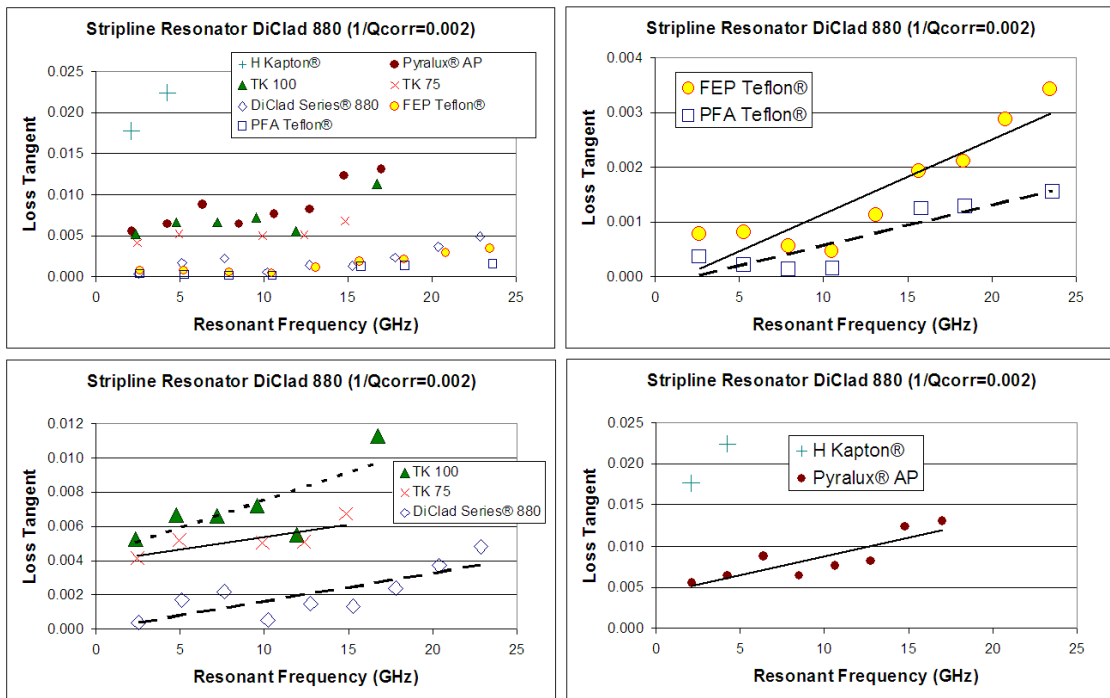 Stripline Resonator DiClad 880 (1/Qcorr=0.002)
Loss Tangent
0.025
0.020
0.015
0.010
0.005
0.000
H Kapton® Pyralux® AP
TK 100 TK 75
DiClad Series® 880 FEP Teflon®
PFA Teflon®
0 5 10 15 20 25
Resonant Frequency (GHz)
Stripline Resonator DiClad 880 (1/Qcorr=0.002)
Loss Tangent
0.004
0.003
0.002
0.001
0.000
FEP Teflon®
PFA Teflon®
0 5 10 15 20 25
Resonant Frequency (GHz)
Stripline Resonator DiClad 880 (1/Qcorr=0.002)
Loss Tangent
0.012
0.010
0.008
0.006
0.004
0.002
0.000
TK 100
TK 75
DiClad Series® 880
0 5 10 15 20 25
Resonant Frequency (GHz)
Stripline Resonator DiClad 880 (1/Qcorr=0.002)
Loss Tangent
0.025
0.020
0.015
0.010
0.005
0.000
H Kapton®
Pyralux® AP
0 5 10 15 20 25
Resonant Frequency (GHz)